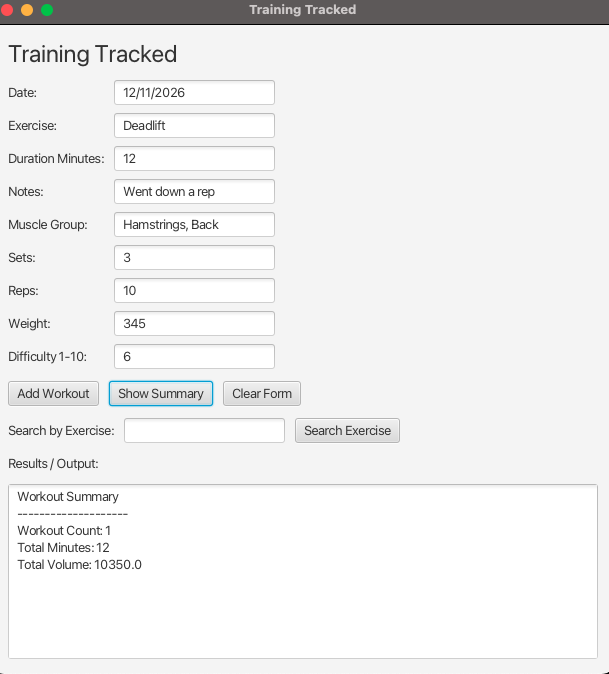 Training Tracked
Training Tracked
Date: 12/11/2026
Exercise: Deadlift
Duration Minutes: 12
Notes: Went down a rep
Muscle Group: Hamstrings, Back
Sets: 3
Reps: 10
Weight: 345
Difficulty 1-10: 6
Add Workout Show Summary Clear Form
Search by Exercise: Search Exercise
Results / Output:
Workout Summary
--------------------
Workout Count: 1
Total Minutes: 12
Total Volume: 10350.0